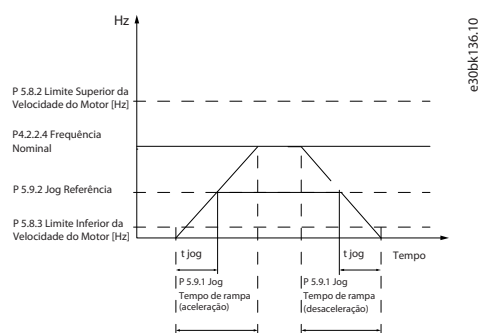 Hz
e30bk136.10
P 5.8.2 Limite Superior da
Velocidade do Motor [Hz]
P4.2.2.4 Frequência
Nominal
P 5.9.2 Jog Referência
P 5.8.3 Limite Inferior da
Velocidade do Motor [Hz]
t jog
t jog
Tempo
P 5.9.1 Jog
Tempo de rampa
(aceleração)
P 5.9.1 Jog
Tempo de rampa
(desaceleração)